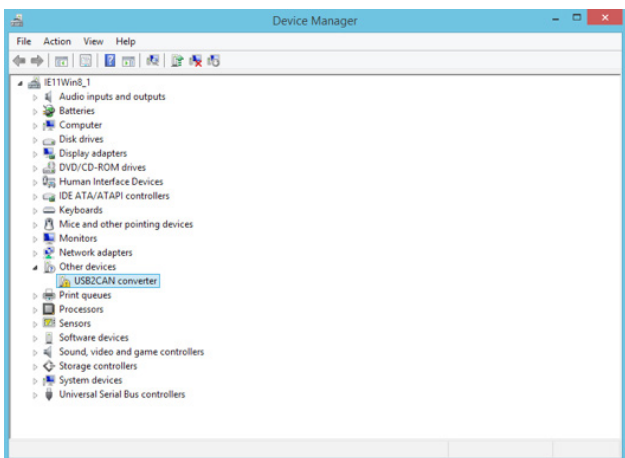 Device Manager
File Action View Help
IE11Win8_1
Audio inputs and outputs
Batteries
Computer
Disk drives
Display adapters
DVD/CD-ROM drives
Human Interface Devices
IDE ATA/ATAPI controllers
Keyboards
Mice and other pointing devices
Monitors
Network adapters
Other devices
USB2CAN converter
Print queues
Processors
Sensors
Software devices
Sound, video and game controllers
Storage controllers
System devices
Universal Serial Bus controllers